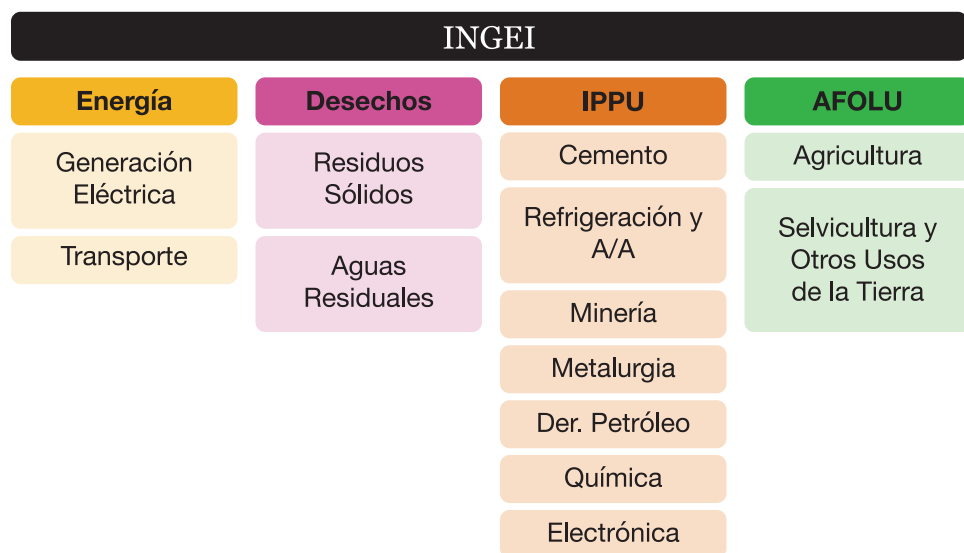 INGEI
Energía
Generación
Eléctrica
Transporte
Desechos
Residuos
Sólidos
Aguas
Residuales
IPPU
Cemento
Refrigeración y
A/A
Minería
Metalurgia
Der. Petróleo
Química
Electrónica
AFOLU
Agricultura
Selvicultura y
Otros Usos
de la Tierra